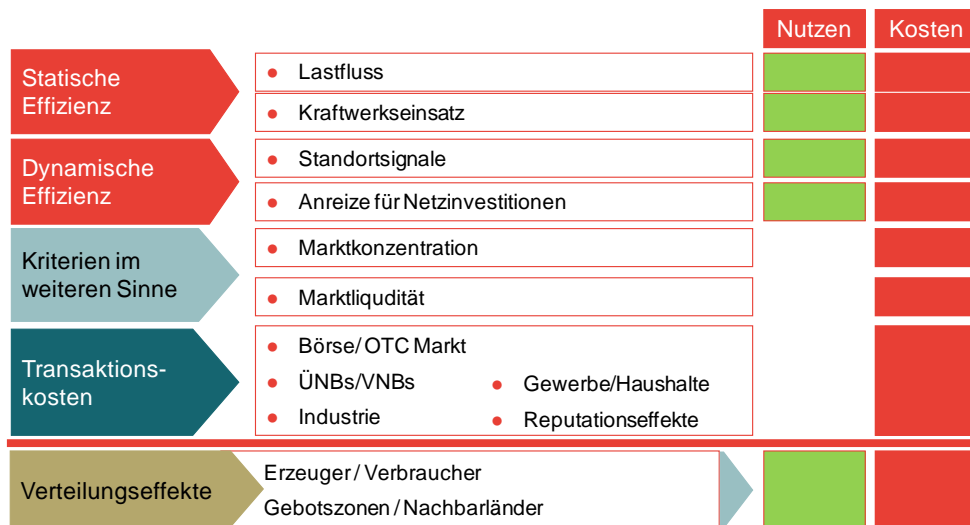 Nutzen
Kosten
Statische
Effizienz
• Lastfluss
• Kraftwerkseinsatz
Dynamische
Effizienz
• Standortsignale
• Anreize für Netzinvestitionen
Kriterien im
weiteren Sinne
• Marktkonzentration
• Marktliqudität
Transaktions-
kosten
• Börse/ OTC Markt
• ÜNBs/VNBs
• Industrie
• Gewerbe/Haushalte
• Reputationseffekte
Verteilungseffekte
Erzeuger / Verbraucher
Gebotszonen / Nachbarländer